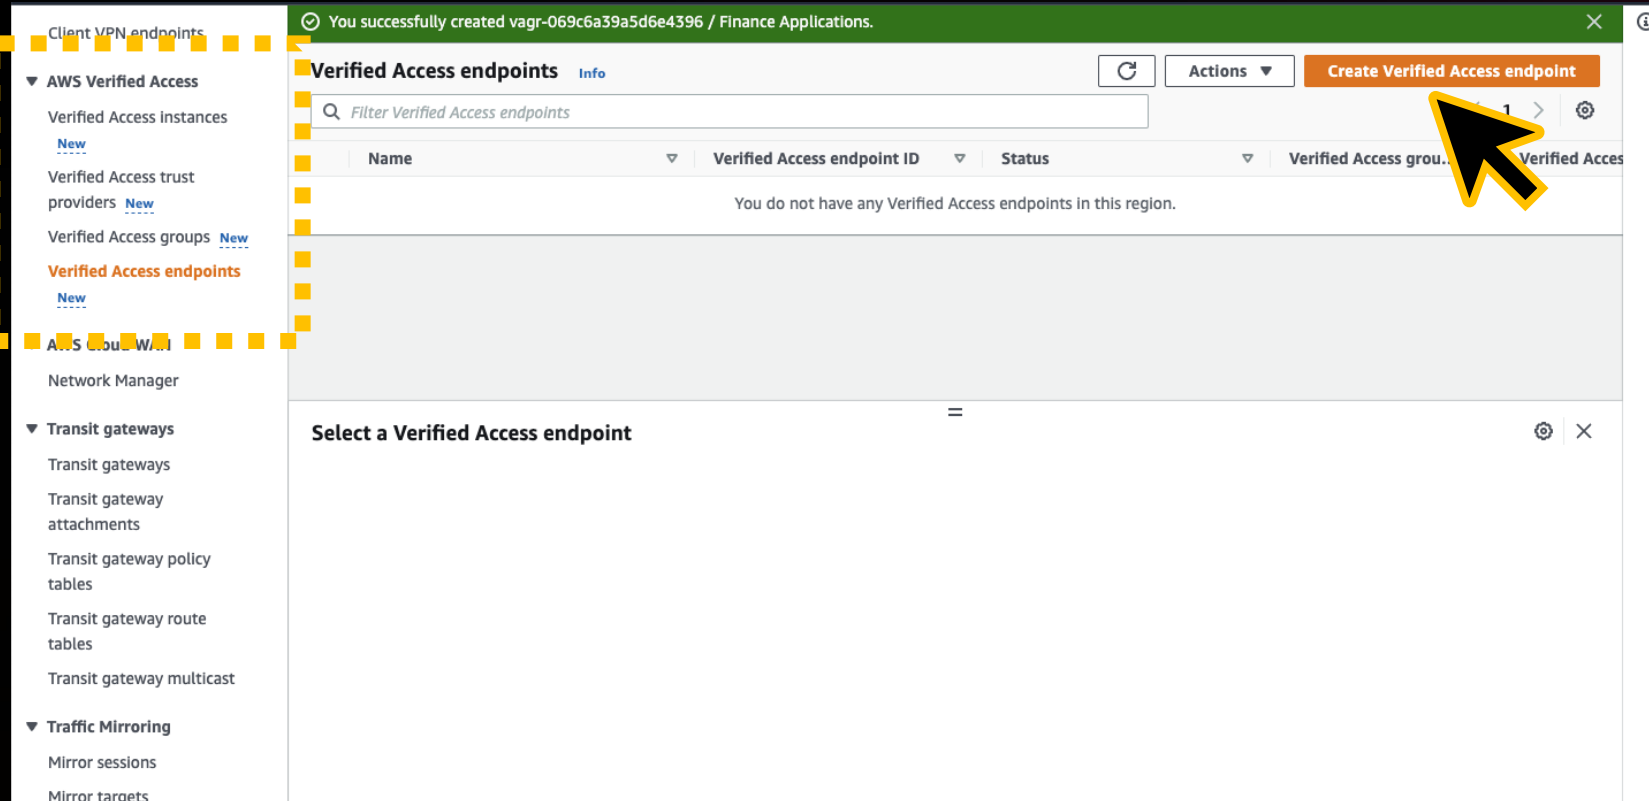 You successfully created vagr-069c6a39a5d6e4396 / Finance Applications.
Client VPN endpoints
AWS Verified Access
Verified Access instances
New
Verified Access trust
providers New
Verified Access groups New
Verified Access endpoints
New
AWS Cloud WAN
Network Manager
Transit gateways
Transit gateways
Transit gateway
attachments
Transit gateway policy
tables
Transit gateway route
tables
Transit gateway multicast
Traffic Mirroring
Mirror sessions
Mirror targets
Verified Access endpoints Info
Actions
Create Verified Access endpoint
Filter Verified Access endpoints
1
Name Verified Access endpoint ID Status Verified Access grou... Verified Acces
You do not have any Verified Access endpoints in this region.
Select a Verified Access endpoint